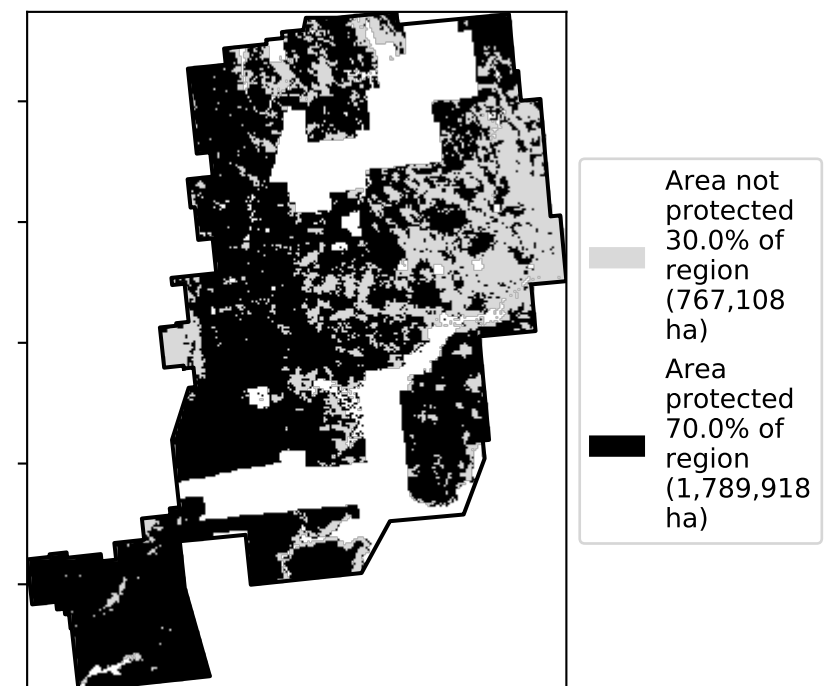 Area not
protected
30.0% of
region
(767,108
ha)
Area
protected
70.0% of
region
(1,789,918
ha)